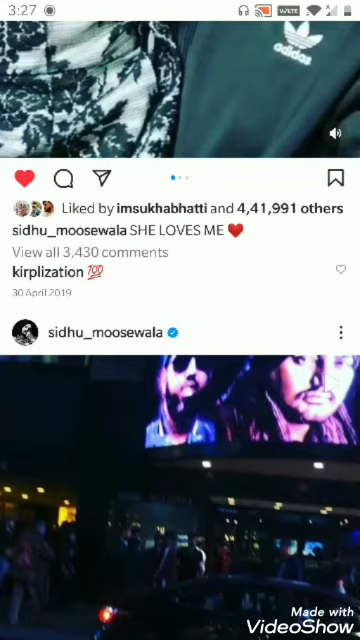 3:27
VoLTE
adidas
Liked by imsukhabhatti and 4,41,991 others
sidhu_moosewala SHE LOVES ME ❤️
View all 3,430 comments
kirplization 💯
30 April 2019
sidhu_moosewala
Made with
VideoShow